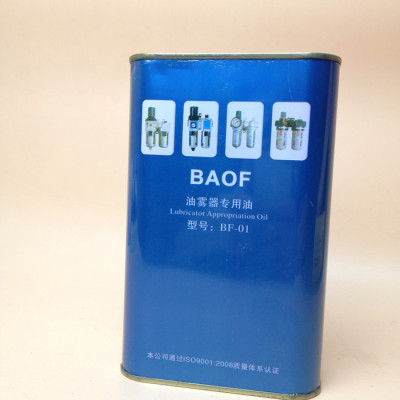 BAOF
油雾器专用油
Lubricator Appropriation Oil
型号: BF-01
本公司通过ISO9001:2008质量体系认证